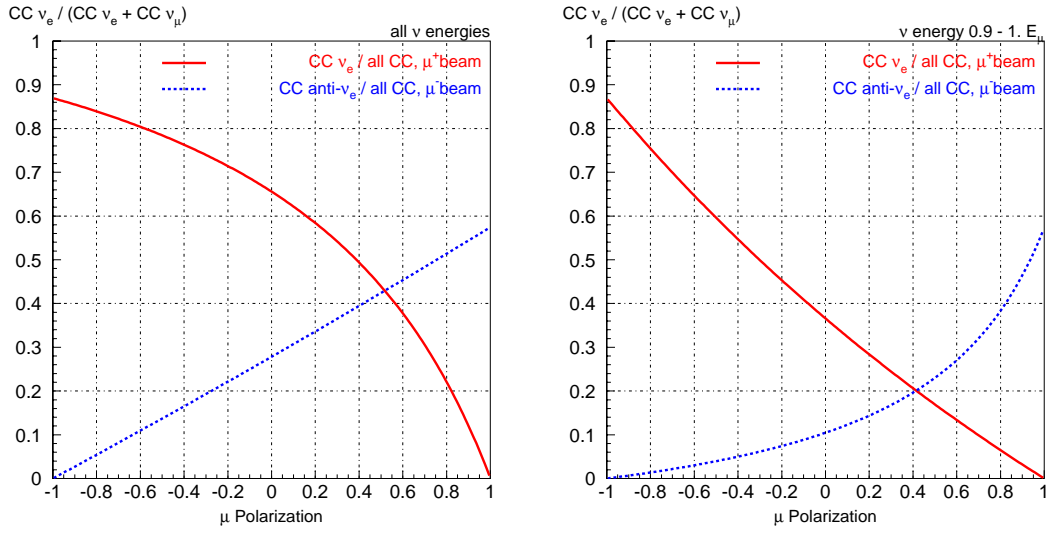 CC νe / (CC νe + CC νμ)
all ν energies
CC νe / all CC, μ+beam
CC anti-νe / all CC, μ-beam
1
0.9
0.8
0.7
0.6
0.5
0.4
0.3
0.2
0.1
0
-1 -0.8 -0.6 -0.4 -0.2 0 0.2 0.4 0.6 0.8 1
μ Polarization
CC νe / (CC νe + CC νμ)
ν energy 0.9 - 1. Eμ
CC νe / all CC, μ+beam
CC anti-νe / all CC, μ-beam
1
0.9
0.8
0.7
0.6
0.5
0.4
0.3
0.2
0.1
0
-1 -0.8 -0.6 -0.4 -0.2 0 0.2 0.4 0.6 0.8 1
μ Polarization